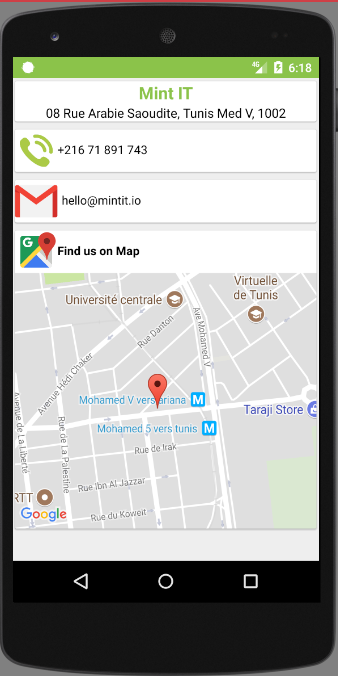 4G 6:18
Mint IT
08 Rue Arabie Saoudite, Tunis Med V, 1002
+216 71 891 743
hello@mintit.io
G
Find us on Map
Virtuelle
de Tunis
Université centrale
Ave Mohamed V
Rue Danton
Avenue Hédi Chaker
Mohamed V vers ariana M
Taraji Store
Avenue de La Liberté
Rue de La Palestine
Mohamed 5 vers tunis M
Rue de Irak
Rue Ibn Al Jazzar
RTT
Google
Rue du Koweit